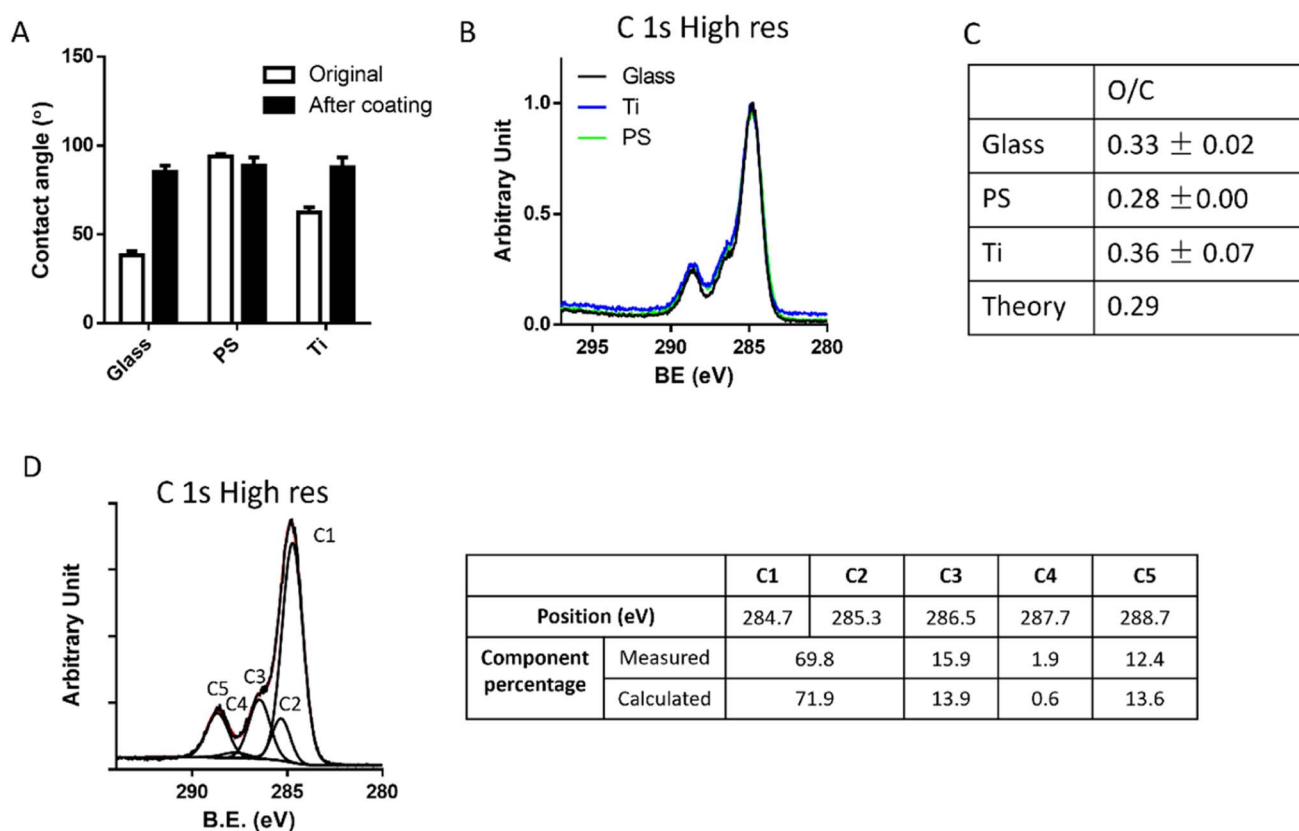 A
150
100
50
0
Contact angle (°)
Original
After coating
Glass
PS
Ti
B
C 1s High res
Glass
Ti
PS
1.0
0.5
0.0
Arbitrary Unit
295 290 285 280
BE (eV)
C
O/C
Glass 0.33 ± 0.02
PS 0.28 ±0.00
Ti 0.36 ± 0.07
Theory 0.29
D
C 1s High res
C1
C3
C5
C4
C2
Arbitrary Unit
290 285 280
B.E. (eV)
C1 C2 C3 C4 C5
Position (eV) 284.7 285.3 286.5 287.7 288.7
Component percentage
Measured 69.8 15.9 1.9 12.4
Calculated 71.9 13.9 0.6 13.6